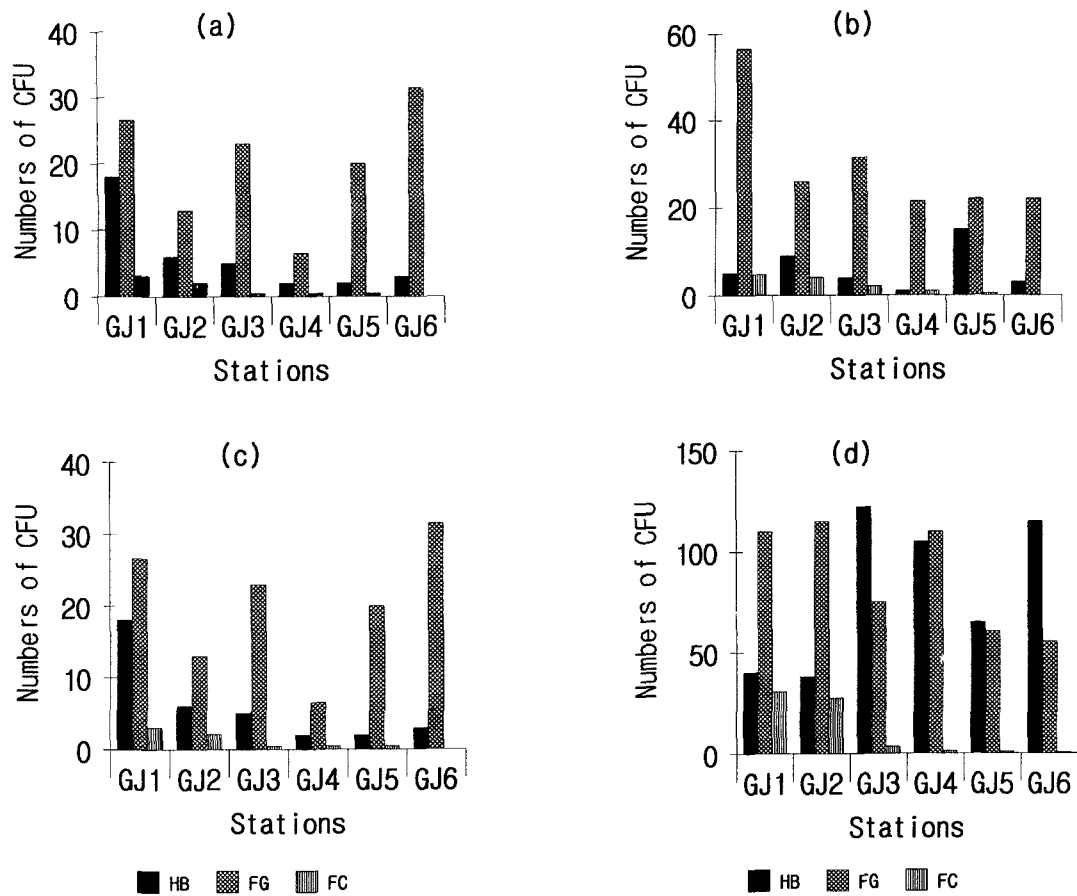 (a)
Numbers of CFU
40
30
20
10
0
GJ1 GJ2 GJ3 GJ4 GJ5 GJ6
Stations
(b)
Numbers of CFU
60
40
20
0
GJ1 GJ2 GJ3 GJ4 GJ5 GJ6
Stations
(c)
Numbers of CFU
40
30
20
10
0
GJ1 GJ2 GJ3 GJ4 GJ5 GJ6
Stations
HB FG FC
(d)
Numbers of CFU
150
100
50
0
GJ1 GJ2 GJ3 GJ4 GJ5 GJ6
Stations
HB FG FC